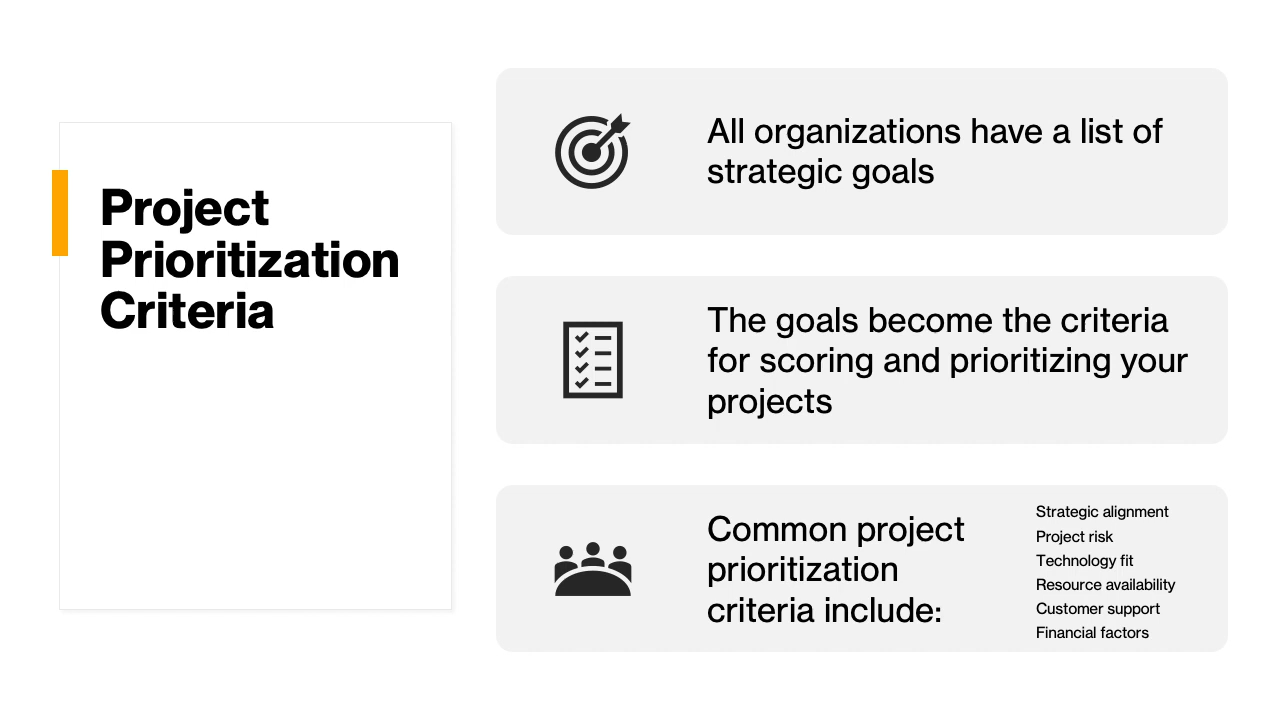 Project
Prioritization
Criteria
All organizations have a list of
strategic goals
The goals become the criteria
for scoring and prioritizing your
projects
Common project
prioritization
criteria include:
Strategic alignment
Project risk
Technology fit
Resource availability
Customer support
Financial factors